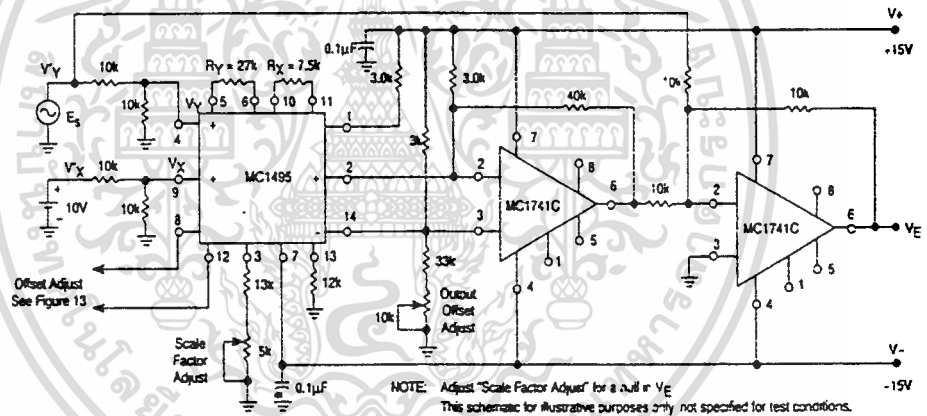 V+
+15V
0.1µF
3.0k
3.0k
3k
10k
10k
40k
V'Y
10k
10k
ES
VY
RY = 27k
RX = 7.5k
5
6
10
11
4
+
1
V'X
10k
VX
9
+
MC1495
2
+
10V
10k
8
14
-
12
3
7
13
Offset Adjust
See Figure 13
13k
12k
Scale
Factor
Adjust
5k
0.1µF
33k
10k
Output
Offset
Adjust
2
3
7
MC1741C
8
6
5
1
4
10k
2
3
7
MC1741C
8
6
5
1
4
VE
V-
-15V
NOTE: Adjust "Scale Factor Adjust" for a null in VE
This schematic for illustrative purposes only, not specified for test conditions.